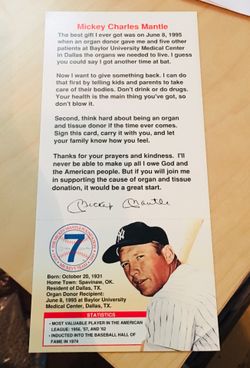 Mickey Charles Mantle
The best gift I ever got was on June 8, 1995
when an organ donor gave me and five other
patients at Baylor University Medical Center
in Dallas the organs we needed to live. I guess
you could say I got another time at bat.
Now I want to give something back. I can do
that first by telling kids and parents to take
care of their bodies. Don't drink or do drugs.
Your health is the main thing you've got, so
don't blow it.
Second, think hard about being an organ and
tissue donor if the time ever comes.
Sign this card, carry it with you, and let
your family know how you feel.
Thanks for your prayers and kindness. I'll
never be able to make up all I owe God and
the American people. But if you will join me
in supporting the cause of organ and tissue
donation, it would be a great start.
Mickey Mantle
7
Born: October 20, 1931
Home Town: Spavinaw, OK.
Resident of Dallas, TX.
Organ Donor Recipient:
June 8, 1995 at Baylor University
Medical Center, Dallas, TX.
STATISTICS
• MOST VALUABLE PLAYER IN THE AMERICAN
LEAGUE: 1956, '57, AND '62
• INDUCTED INTO THE BASEBALL HALL OF
FAME IN 1974